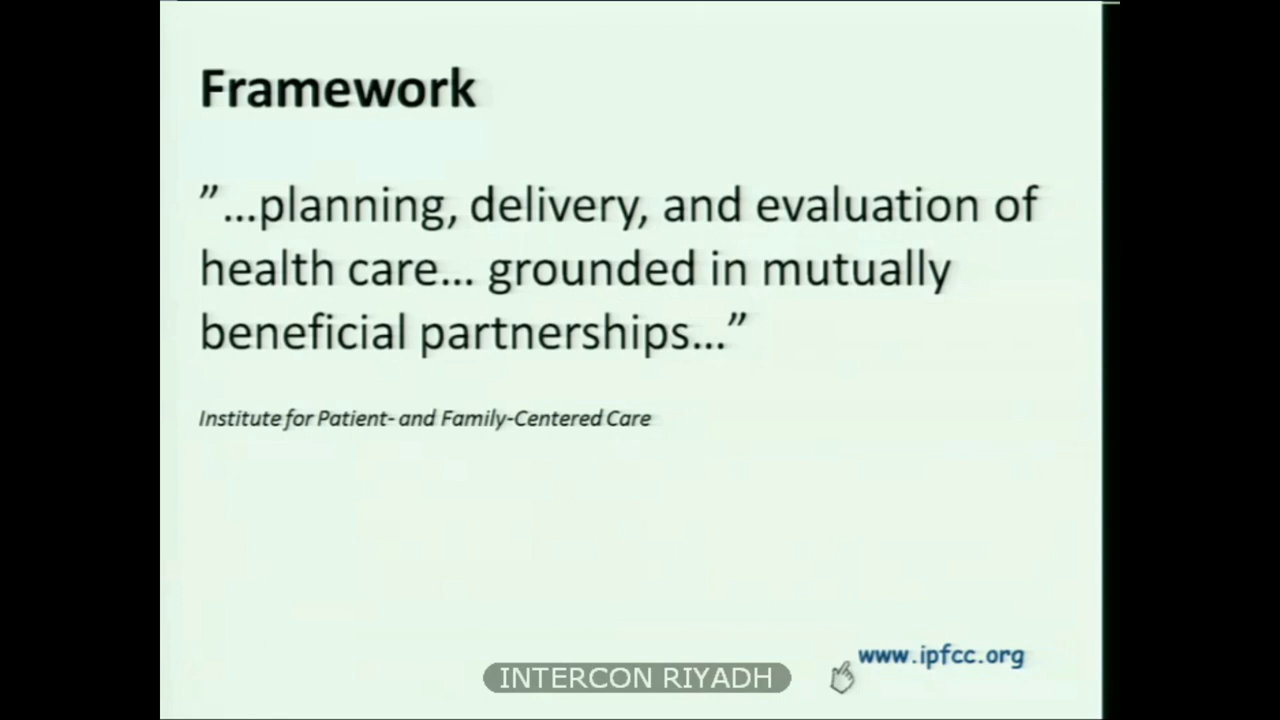 Framework
”…planning, delivery, and evaluation of
health care… grounded in mutually
beneficial partnerships…”
Institute for Patient- and Family-Centered Care
www.ipfcc.org
INTERCON RIYADH